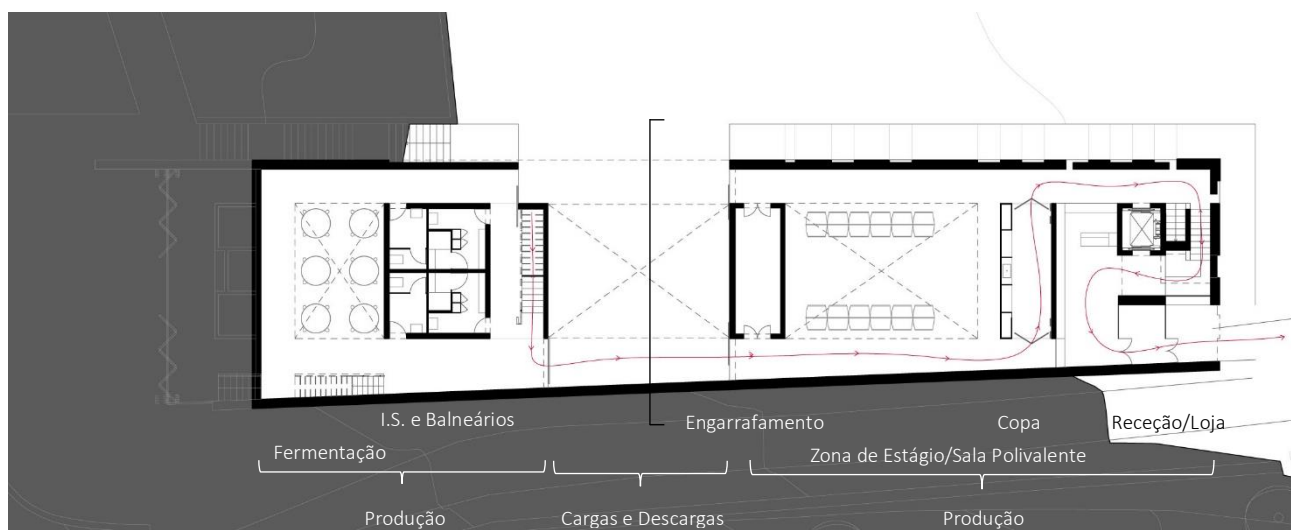 I.S. e Balneários
Engarrafamento
Copa
Receção/Loja
Fermentação
Zona de Estágio/Sala Polivalente
Produção
Cargas e Descargas
Produção